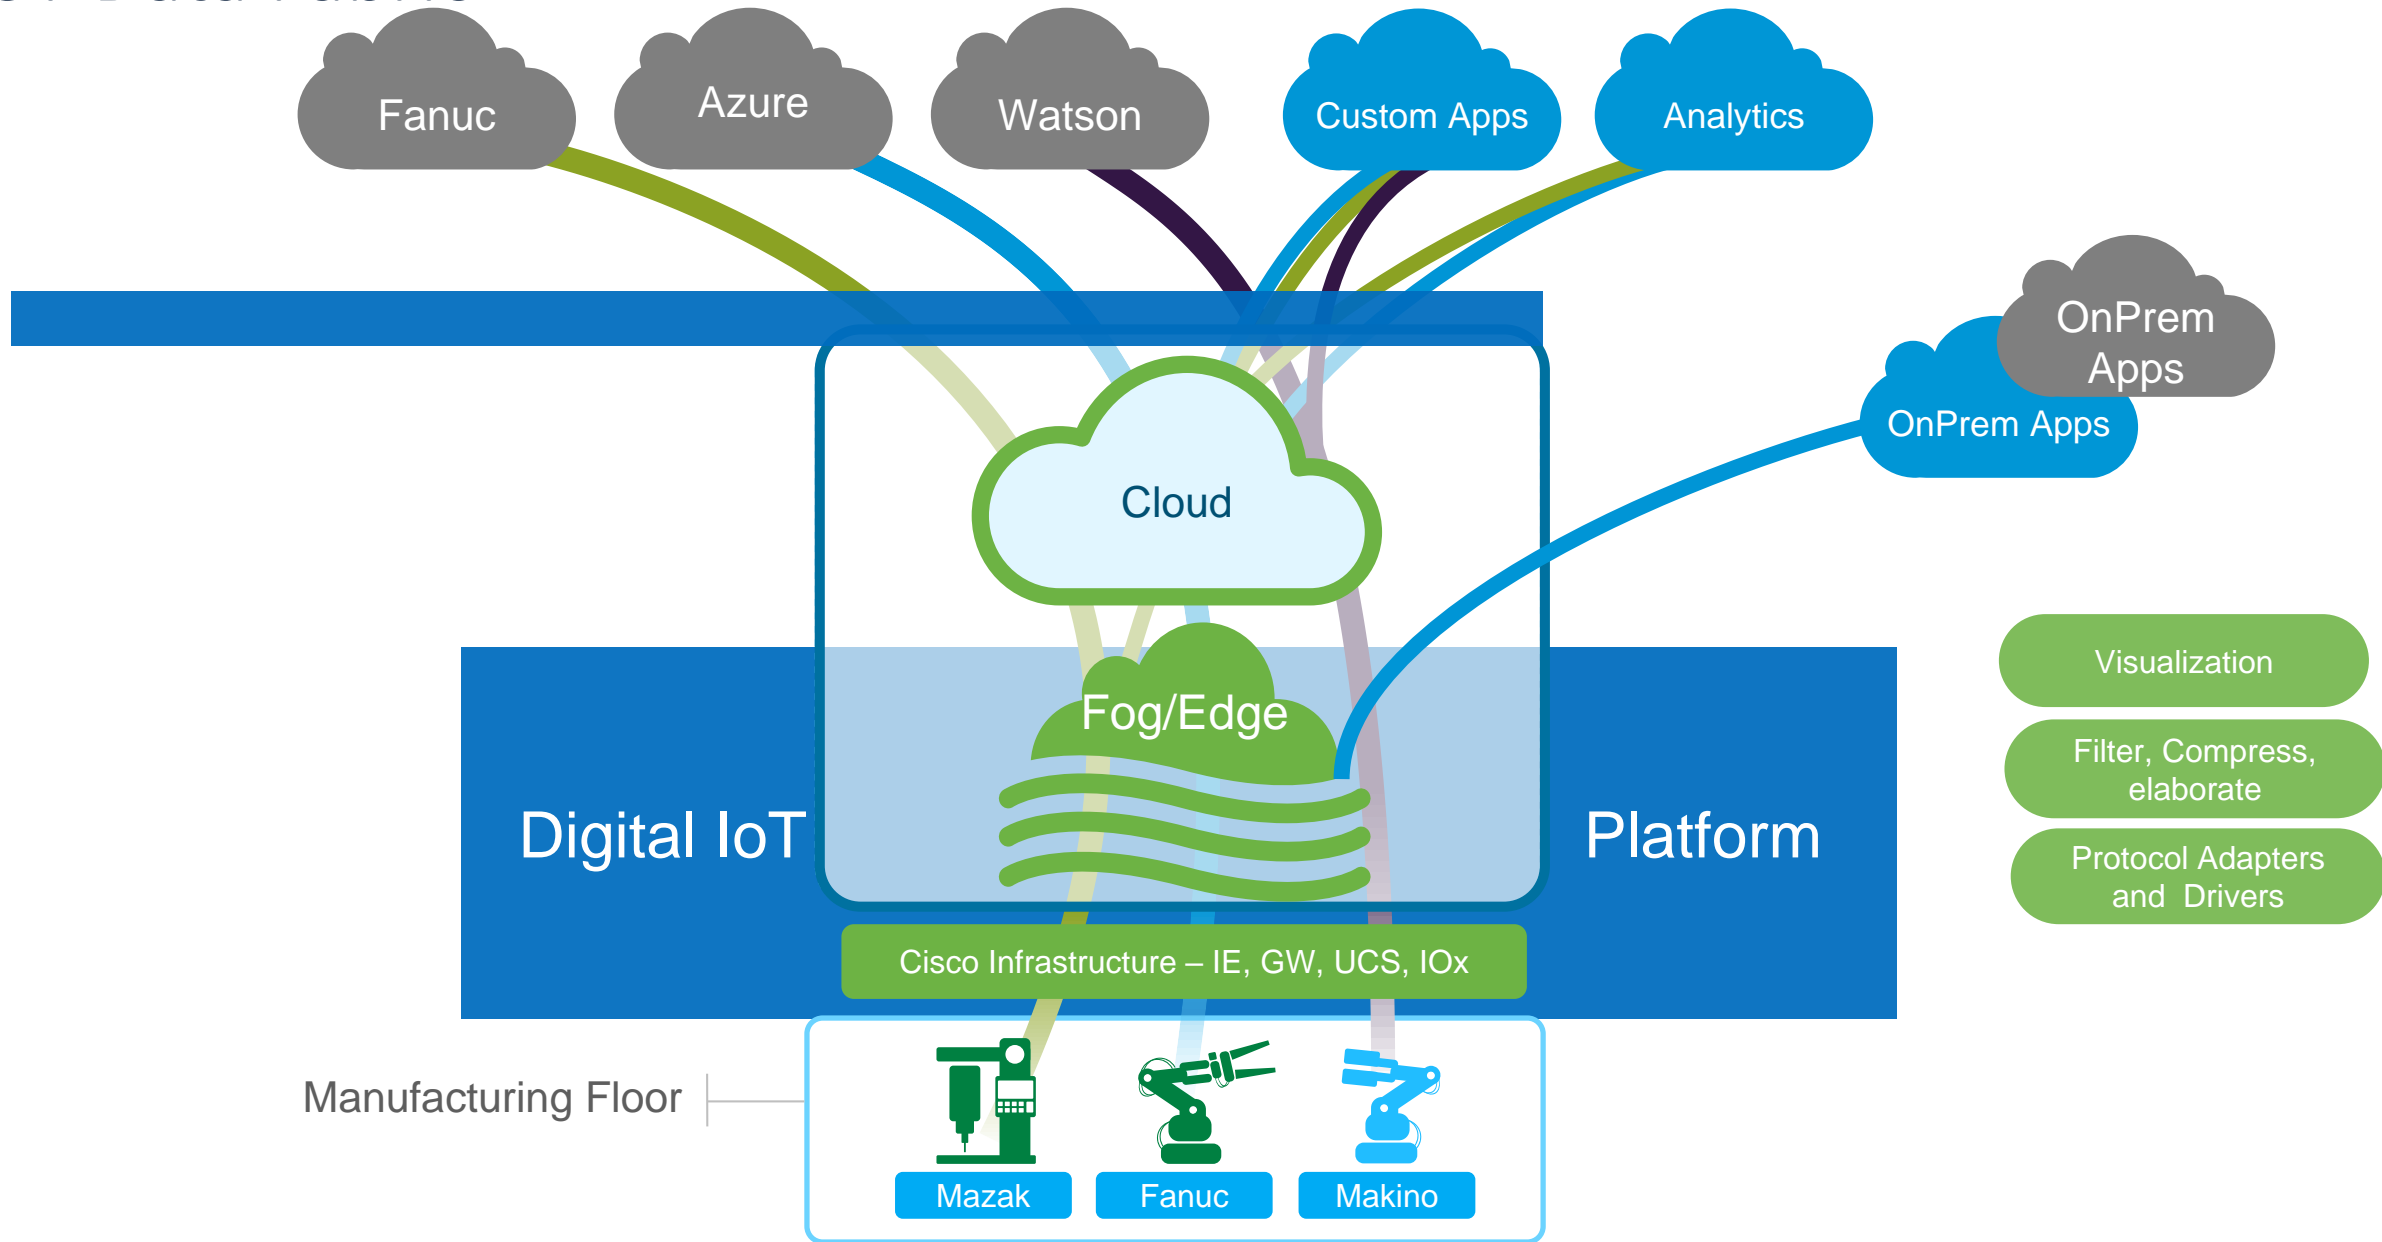 Fanuc
Azure
Watson
Custom Apps
Analytics
OnPrem
Apps
OnPrem Apps
Cloud
Fog/Edge
Visualization
Filter, Compress,
elaborate
Protocol Adapters
and Drivers
Digital IoT
Platform
Cisco Infrastructure – IE, GW, UCS, IOx
Manufacturing Floor
Mazak
Fanuc
Makino